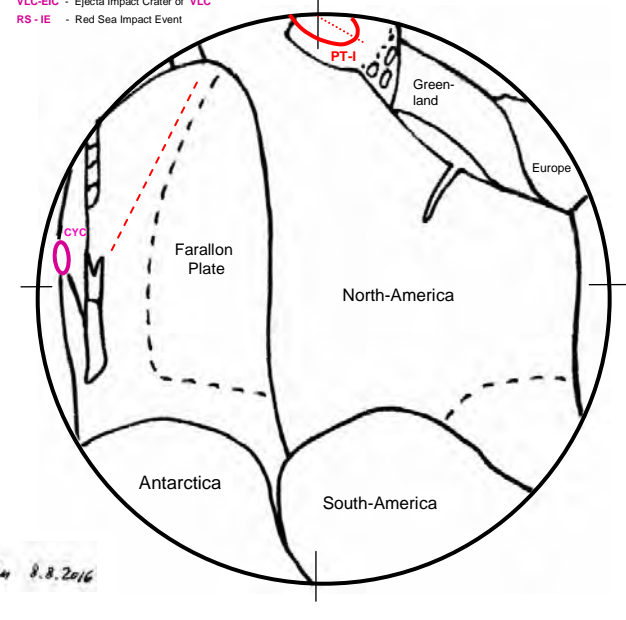 VLC-EIC - Ejecta Impact Crater of VLC
RS - IE - Red Sea Impact Event
PT-I
Green-
land
Europe
CYC
Farallon
Plate
North-America
Antarctica
South-America
8.8.2016